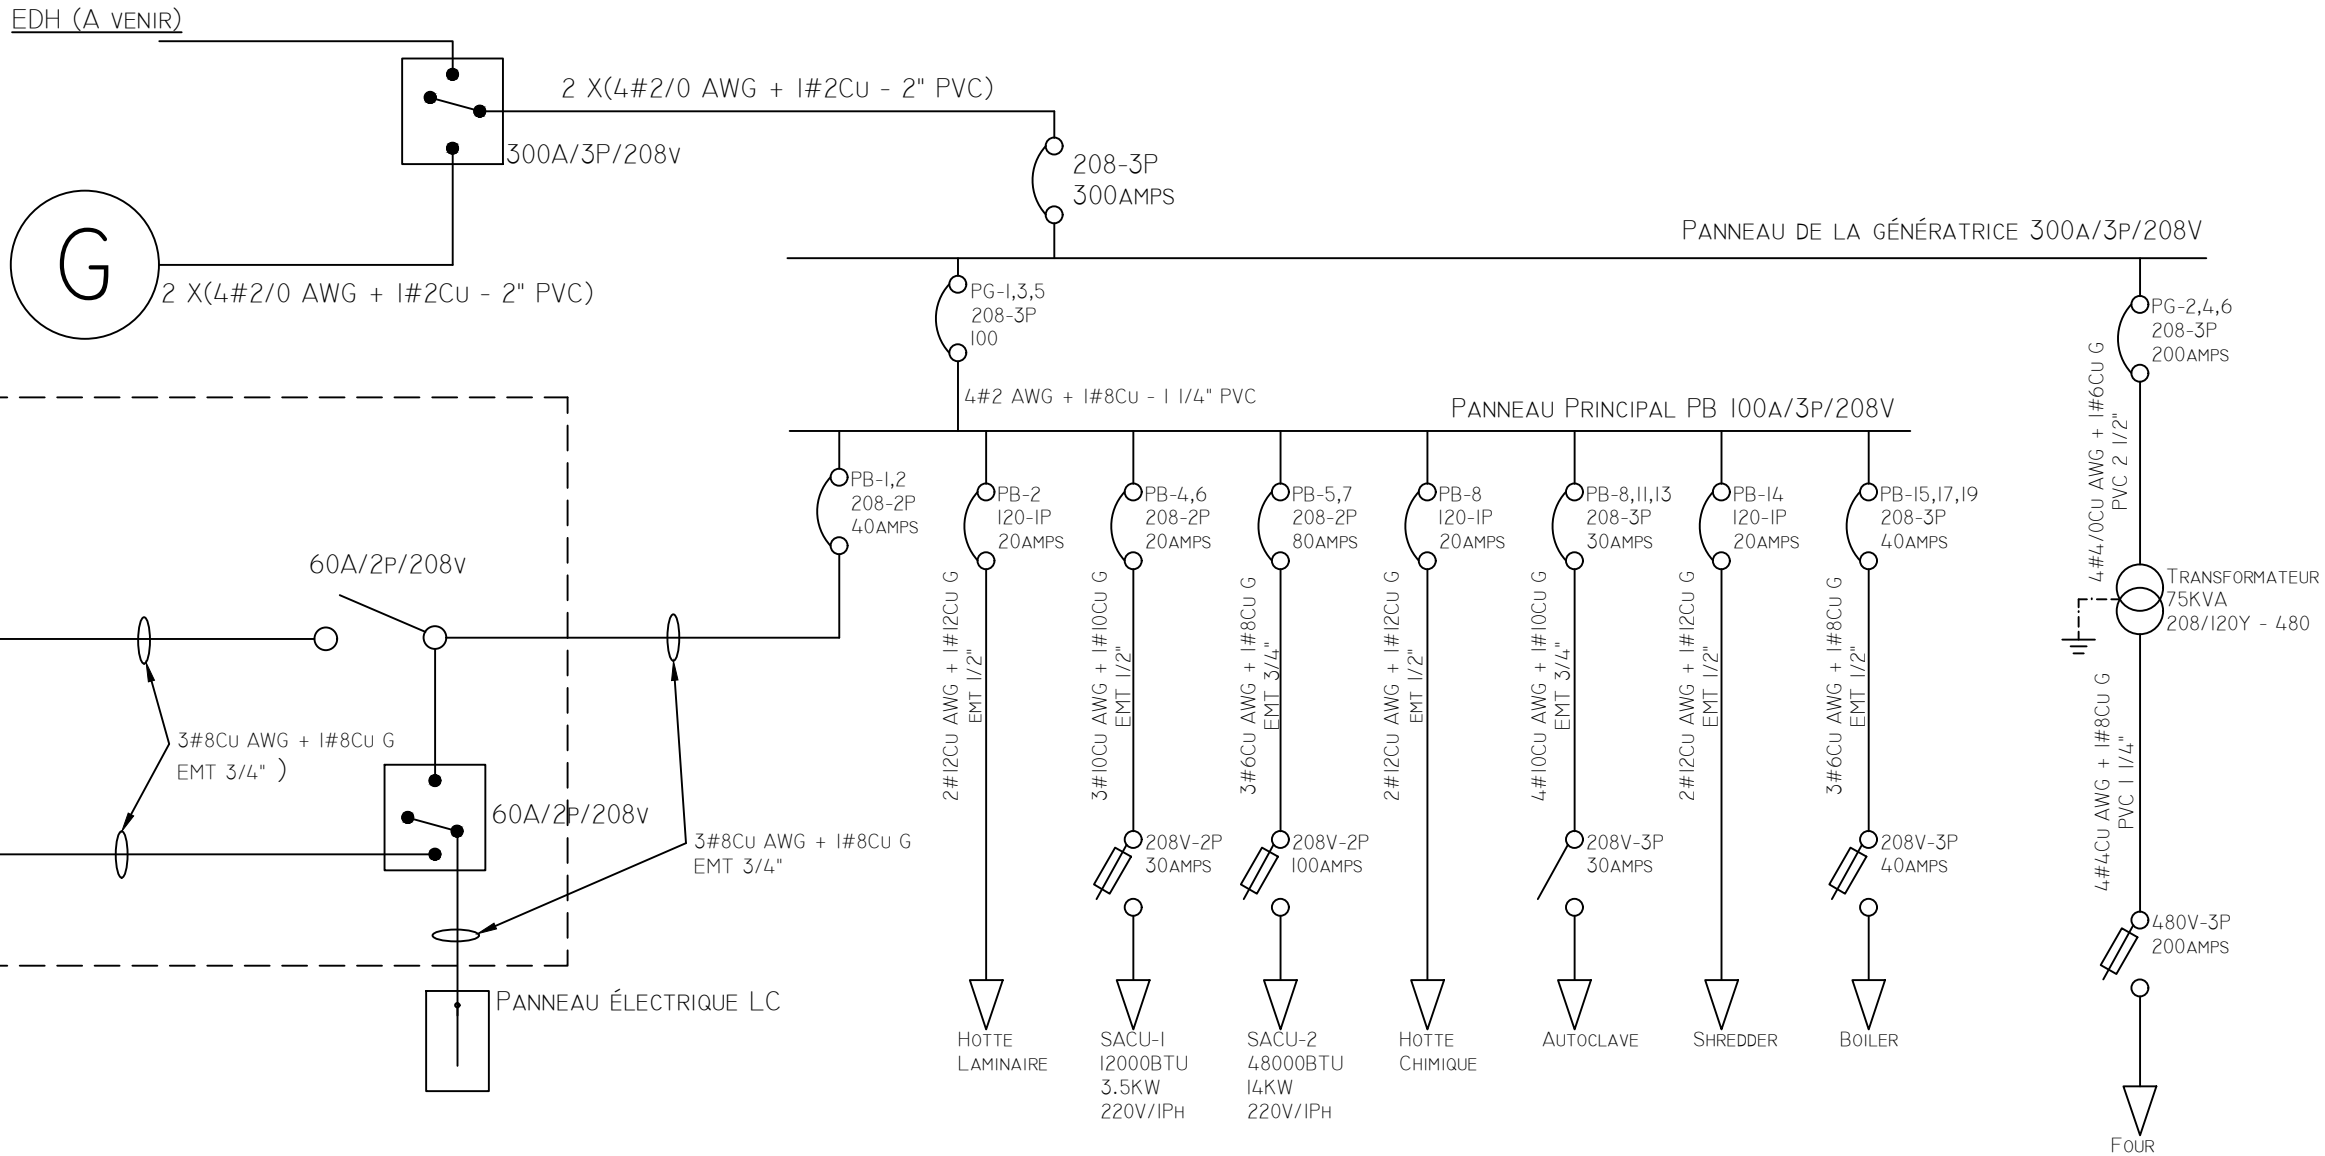 EDH (A VENIR)
2 X(4#2/0 AWG + 1#2CU - 2" PVC)
300A/3P/208V
208-3P
300AMPS
G
2 X(4#2/0 AWG + 1#2CU - 2" PVC)
PANNEAU DE LA GÉNÉRATRICE 300A/3P/208V
PG-1,3,5
208-3P
100
4#2 AWG + 1#8CU - 1 1/4" PVC
PG-2,4,6
208-3P
200AMPS
4#4/0CU AWG + 1#6CU G
PVC 2 1/2"
PANNEAU PRINCIPAL PB 100A/3P/208V
PB-1,2
208-2P
40AMPS
PB-2
120-1P
20AMPS
PB-4,6
208-2P
20AMPS
PB-5,7
208-2P
80AMPS
PB-8
120-1P
20AMPS
PB-8,11,13
208-3P
30AMPS
PB-14
120-1P
20AMPS
PB-15,17,19
208-3P
40AMPS
60A/2P/208V
2#12CU AWG + 1#12CU G
EMT 1/2"
3#10CU AWG + 1#10CU G
EMT 1/2"
3#6CU AWG + 1#8CU G
EMT 3/4"
2#12CU AWG + 1#12CU G
EMT 1/2"
4#10CU AWG + 1#10CU G
EMT 3/4"
2#12CU AWG + 1#12CU G
EMT 1/2"
3#6CU AWG + 1#8CU G
EMT 1/2"
TRANSFORMATEUR
75KVA
208/120Y - 480
4#4CU AWG + 1#8CU G
PVC 1 1/4"
3#8CU AWG + 1#8CU G
EMT 3/4" )
60A/2P/208V
3#8CU AWG + 1#8CU G
EMT 3/4"
208V-2P
30AMPS
208V-2P
100AMPS
208V-3P
30AMPS
208V-3P
40AMPS
480V-3P
200AMPS
PANNEAU ÉLECTRIQUE LC
HOTTE
LAMINAIRE
SACU-1
12000BTU
3.5KW
220V/1PH
SACU-2
48000BTU
14KW
220V/1PH
HOTTE
CHIMIQUE
AUTOCLAVE
SHREDDER
BOILER
FOUR